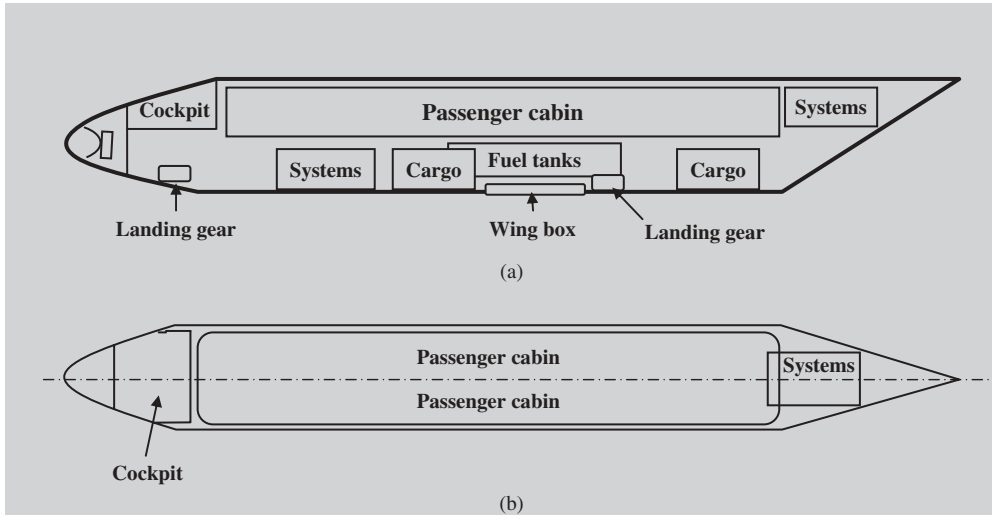 Cockpit
Passenger cabin
Systems
Systems
Cargo
Fuel tanks
Cargo
Landing gear
Wing box
Landing gear
(a)
Passenger cabin
Systems
Passenger cabin
Cockpit
(b)